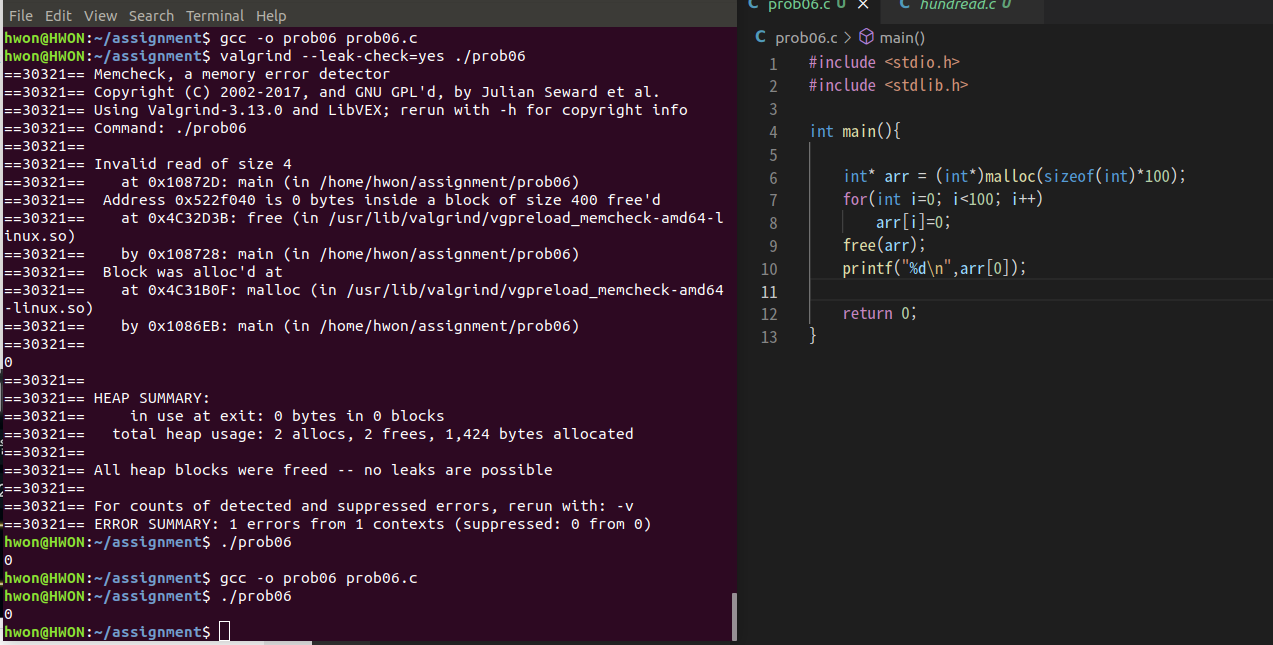 File Edit View Search Terminal Help
hwon@HWON:~/assignment$ gcc -o prob06 prob06.c
hwon@HWON:~/assignment$ valgrind --leak-check=yes ./prob06
==30321== Memcheck, a memory error detector
==30321== Copyright (C) 2002-2017, and GNU GPL'd, by Julian Seward et al.
==30321== Using Valgrind-3.13.0 and LibVEX; rerun with -h for copyright info
==30321== Command: ./prob06
==30321==
==30321== Invalid read of size 4
==30321==    at 0x10872D: main (in /home/hwon/assignment/prob06)
==30321==  Address 0x522f040 is 0 bytes inside a block of size 400 free'd
==30321==    at 0x4C32D3B: free (in /usr/lib/valgrind/vgpreload_memcheck-amd64-l
inux.so)
==30321==    by 0x108728: main (in /home/hwon/assignment/prob06)
==30321==  Block was alloc'd at
==30321==    at 0x4C31B0F: malloc (in /usr/lib/valgrind/vgpreload_memcheck-amd64
-linux.so)
==30321==    by 0x1086EB: main (in /home/hwon/assignment/prob06)
==30321==
0
==30321==
==30321== HEAP SUMMARY:
==30321==     in use at exit: 0 bytes in 0 blocks
==30321==   total heap usage: 2 allocs, 2 frees, 1,424 bytes allocated
==30321==
==30321== All heap blocks were freed -- no leaks are possible
==30321==
==30321== For counts of detected and suppressed errors, rerun with: -v
==30321== ERROR SUMMARY: 1 errors from 1 contexts (suppressed: 0 from 0)
hwon@HWON:~/assignment$ ./prob06
0
hwon@HWON:~/assignment$ gcc -o prob06 prob06.c
hwon@HWON:~/assignment$ ./prob06
0
hwon@HWON:~/assignment$
C prob06.c U × C hundread.c U
C prob06.c > main()
1 #include <stdio.h>
2 #include <stdlib.h>
3
4 int main(){
5
6     int* arr = (int*)malloc(sizeof(int)*100);
7     for(int i=0; i<100; i++)
8         arr[i]=0;
9     free(arr);
10     printf("%d\n",arr[0]);
11
12     return 0;
13 }